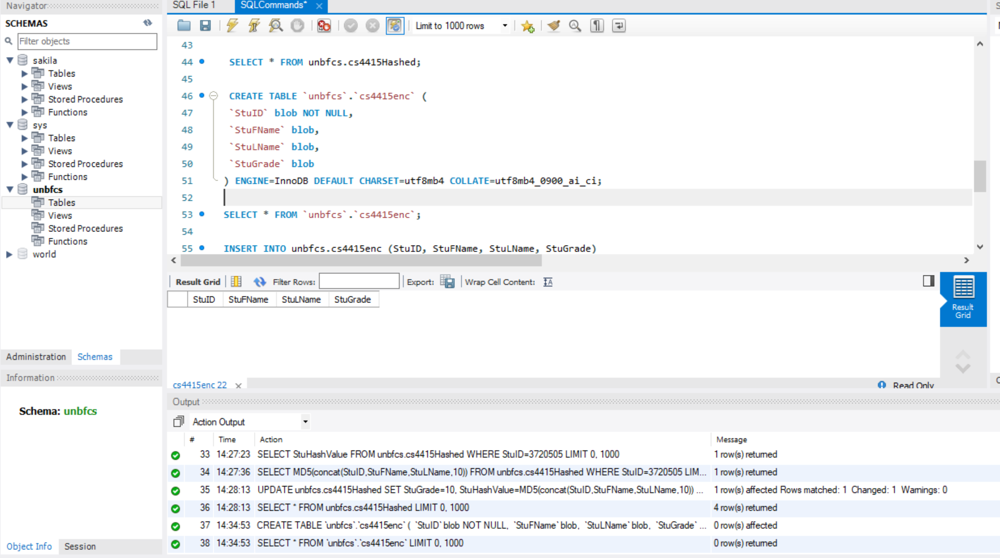 Navigator
SCHEMAS
Filter objects
sakila
Tables
Views
Stored Procedures
Functions
sys
Tables
Views
Stored Procedures
Functions
unbfcs
Tables
Views
Stored Procedures
Functions
world
Administration Schemas
Information
Schema: unbfcs
Object Info Session
SQL File 1 SQLCommands*
Limit to 1000 rows
43
44 SELECT * FROM unbfcs.cs4415Hashed;
45
46 CREATE TABLE `unbfcs`.`cs4415enc` (
47 `StuID` blob NOT NULL,
48 `StuFName` blob,
49 `StuLName` blob,
50 `StuGrade` blob
51 ) ENGINE=InnoDB DEFAULT CHARSET=utf8mb4 COLLATE=utf8mb4_0900_ai_ci;
52
53 SELECT * FROM `unbfcs`.`cs4415enc`;
54
55 INSERT INTO unbfcs.cs4415enc (StuID, StuFName, StuLName, StuGrade)
Result Grid Filter Rows: Export: Wrap Cell Content:
StuID StuFName StuLName StuGrade
Result
Grid
cs4415enc 22 Read Only
Output
Action Output
# Time Action Message
33 14:27:23 SELECT StuHashValue FROM unbfcs.cs4415Hashed WHERE StuID=3720505 LIMIT 0, 1000 1 row(s) returned
34 14:27:36 SELECT MD5(concat(StuID,StuFName,StuLName,10)) FROM unbfcs.cs4415Hashed WHERE StuID=3720505 LIM... 1 row(s) returned
35 14:28:13 UPDATE unbfcs.cs4415Hashed SET StuGrade=10, StuHashValue=MD5(concat(StuID,StuFName,StuLName,10)) ... 1 row(s) affected Rows matched: 1 Changed: 1 Warnings: 0
36 14:28:13 SELECT * FROM unbfcs.cs4415Hashed LIMIT 0, 1000 4 row(s) returned
37 14:34:53 CREATE TABLE `unbfcs`.`cs4415enc` ( `StuID` blob NOT NULL, `StuFName` blob, `StuLName` blob, `StuGrade` ... 0 row(s) affected
38 14:34:53 SELECT * FROM `unbfcs`.`cs4415enc` LIMIT 0, 1000 0 row(s) returned